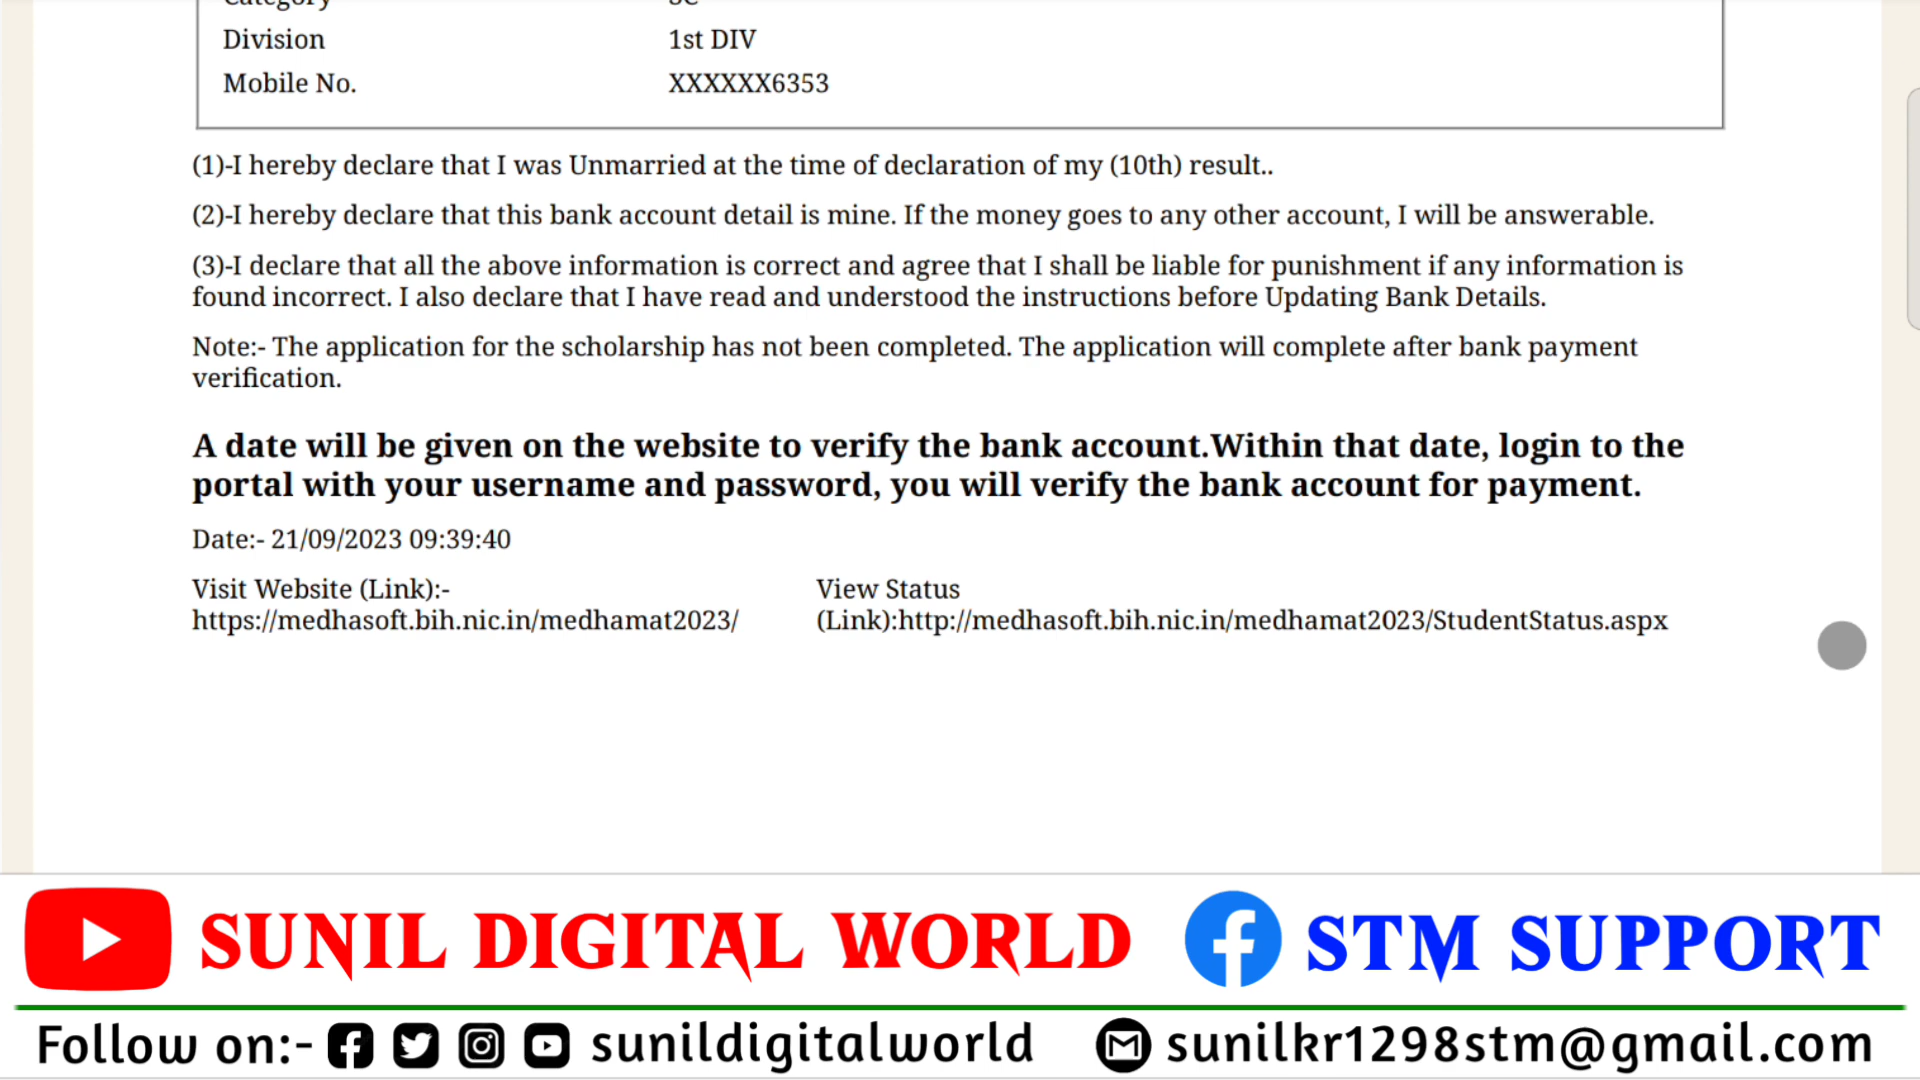 Category SC
Division 1st DIV
Mobile No. XXXXXX6353
(1)-I hereby declare that I was Unmarried at the time of declaration of my (10th) result..
(2)-I hereby declare that this bank account detail is mine. If the money goes to any other account, I will be answerable.
(3)-I declare that all the above information is correct and agree that I shall be liable for punishment if any information is
found incorrect. I also declare that I have read and understood the instructions before Updating Bank Details.
Note:- The application for the scholarship has not been completed. The application will complete after bank payment
verification.
A date will be given on the website to verify the bank account.Within that date, login to the
portal with your username and password, you will verify the bank account for payment.
Date:- 21/09/2023 09:39:40
Visit Website (Link):-
https://medhasoft.bih.nic.in/medhamat2023/
View Status
(Link):http://medhasoft.bih.nic.in/medhamat2023/StudentStatus.aspx
SUNIL DIGITAL WORLD
STM SUPPORT
Follow on:- sunildigitalworld
sunilkr1298stm@gmail.com